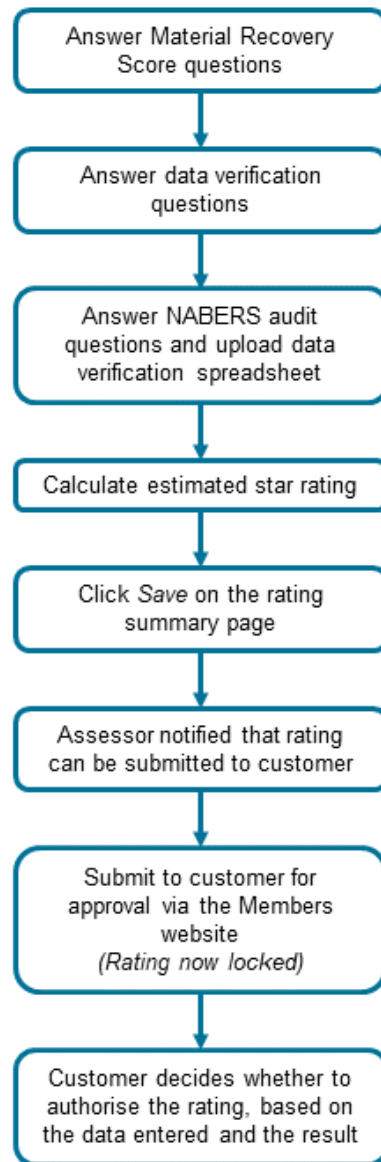 Answer Material Recovery
Score questions
Answer data verification
questions
Answer NABERS audit
questions and upload data
verification spreadsheet
Calculate estimated star rating
Click Save on the rating
summary page
Assessor notified that rating
can be submitted to customer
Submit to customer for
approval via the Members
website
(Rating now locked)
Customer decides whether to
authorise the rating, based on
the data entered and the result